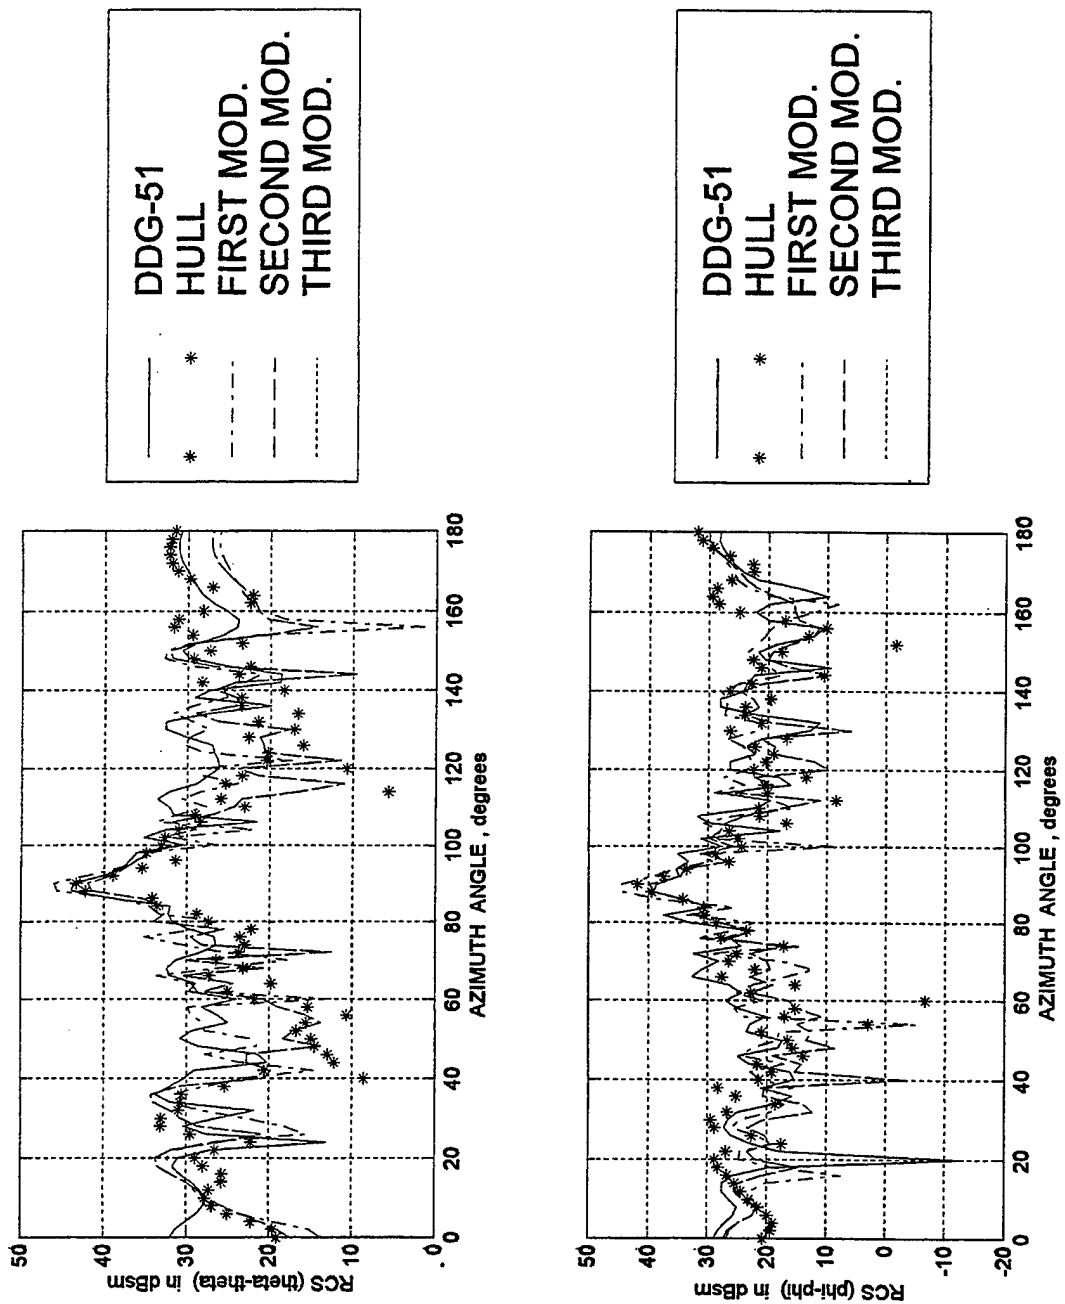 DDG-51
HULL
FIRST MOD.
SECOND MOD.
THIRD MOD.
50
40
30
20
10
0
RCS (theta-theta) in dBsm
0 20 40 60 80 100 120 140 160 180
AZIMUTH ANGLE , degrees
DDG-51
HULL
FIRST MOD.
SECOND MOD.
THIRD MOD.
50
40
30
20
10
0
-10
-20
RCS (phi-phi) in dBsm
0 20 40 60 80 100 120 140 160 180
AZIMUTH ANGLE , degrees